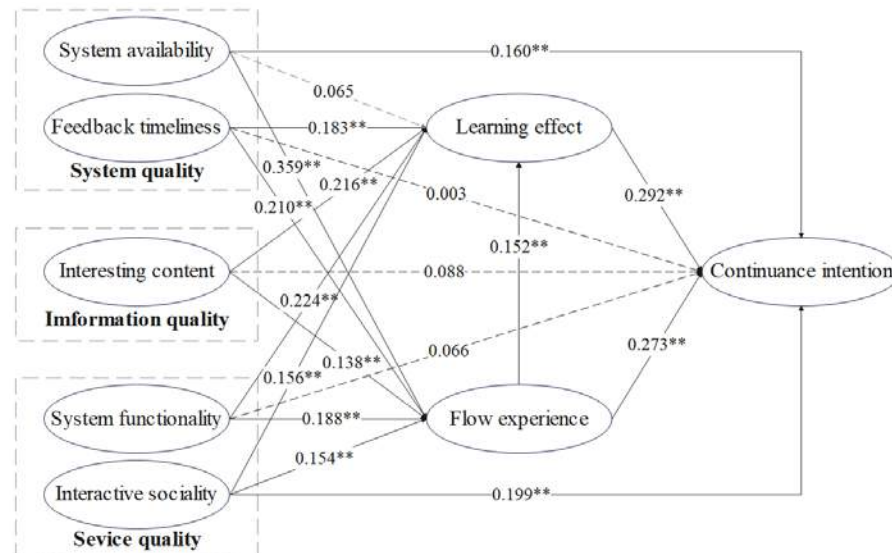 System availability
0.160**
0.065
Feedback timeliness
0.183**
Learning effect
System quality
0.359**
0.216**
0.003
0.292**
0.210**
0.152**
Interesting content
0.088
Continuance intention
0.224**
Imformation quality
0.138**
0.066
0.273**
0.156**
System functionality
0.188**
Flow experience
0.154**
Interactive sociality
0.199**
Sevice quality